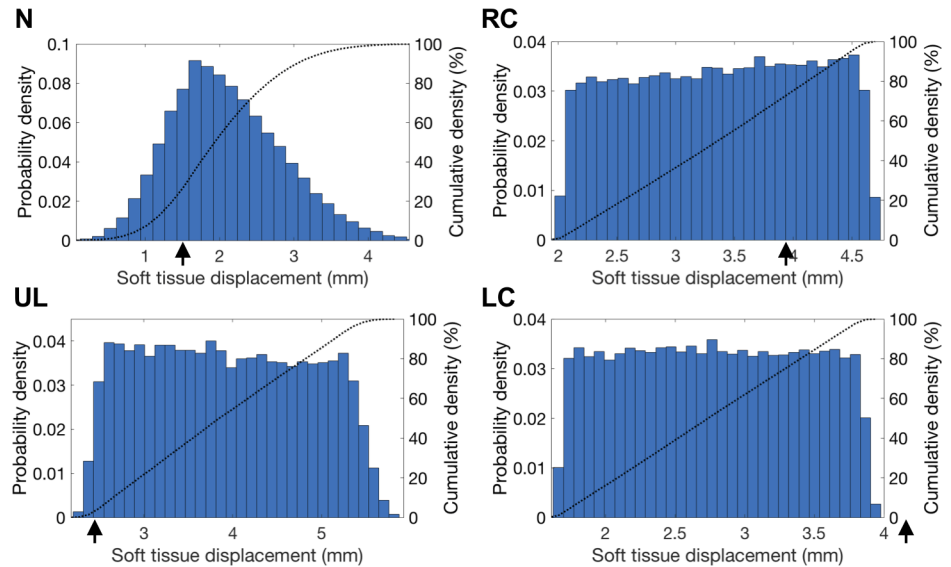 N
0.1
0.08
0.06
0.04
0.02
0
Probability density
100
80
60
40
20
0
Cumulative density (%)
1 2 3 4
Soft tissue displacement (mm)
RC
0.04
0.03
0.02
0.01
0
Probability density
100
80
60
40
20
0
Cumulative density (%)
2 2.5 3 3.5 4 4.5
Soft tissue displacement (mm)
UL
0.04
0.03
0.02
0.01
0
Probability density
100
80
60
40
20
0
Cumulative density (%)
3 4 5
Soft tissue displacement (mm)
LC
0.04
0.03
0.02
0.01
0
Probability density
100
80
60
40
20
0
Cumulative density (%)
2 2.5 3 3.5 4
Soft tissue displacement (mm)